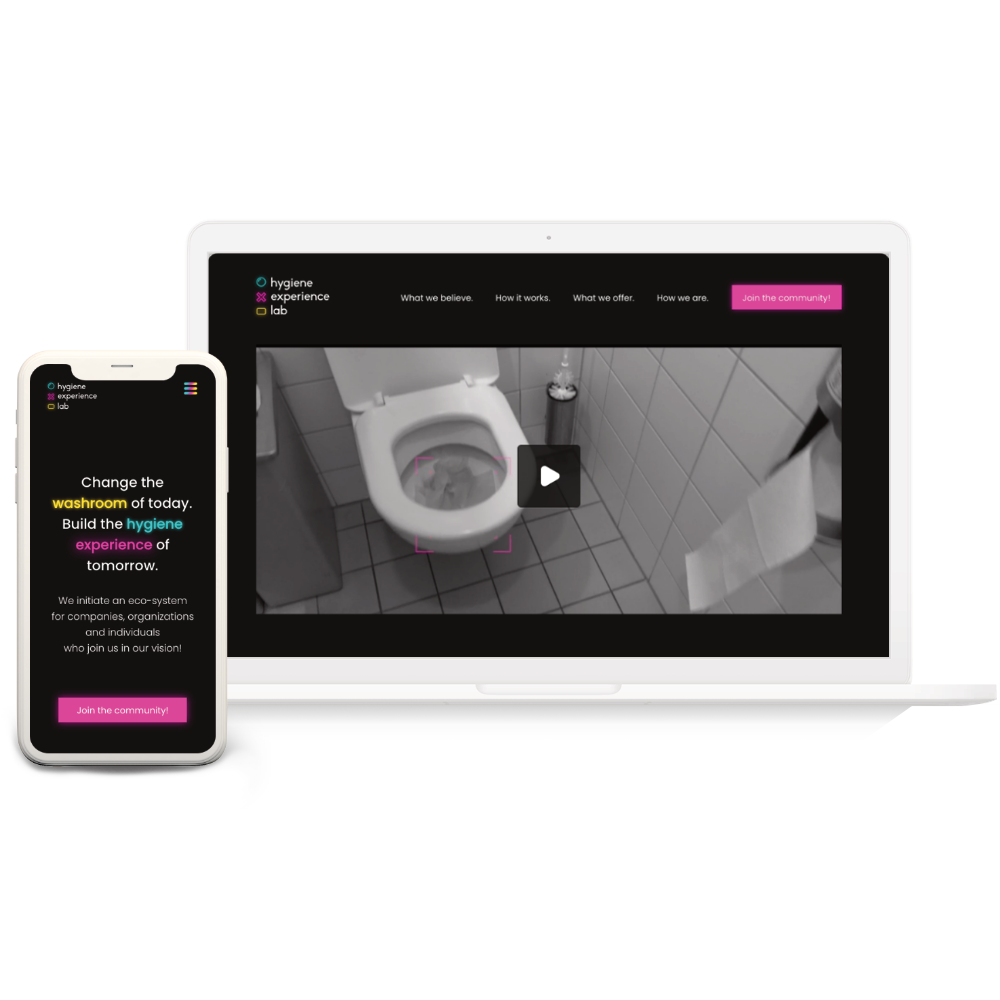 hygiene
experience
lab
What we believe.
How it works.
What we offer.
How we are.
Join the community!
hygiene
experience
lab
Change the
washroom of today.
Build the hygiene
experience of
tomorrow.
We initiate an eco-system
for companies, organizations
and individuals
who join us in our vision!
Join the community!